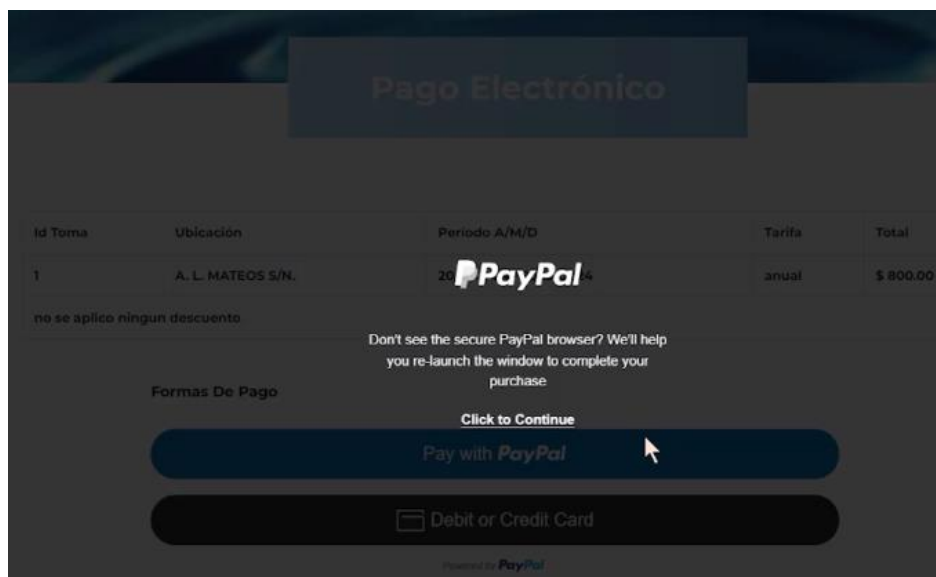 Pago Electrónico
Id Toma Ubicación Período A/M/D Tarifa Total
1 A. L. MATEOS S/N. anual $ 800.00
PayPal
no se aplico ningun descuento
Don't see the secure PayPal browser? We'll help
you re-launch the window to complete your
purchase
Formas De Pago
Click to Continue
Pay with PayPal
Debit or Credit Card
Powered by PayPal